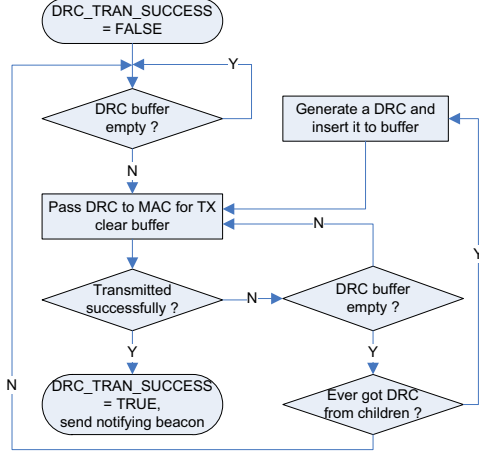 DRC_TRAN_SUCCESS
= FALSE
Y
DRC buffer
empty ?
Generate a DRC and
insert it to buffer
N
Pass DRC to MAC for TX
clear buffer
N
Y
Transmitted
successfully ?
N
DRC buffer
empty ?
Y
Y
N
DRC_TRAN_SUCCESS
= TRUE,
send notifying beacon
Ever got DRC
from children ?